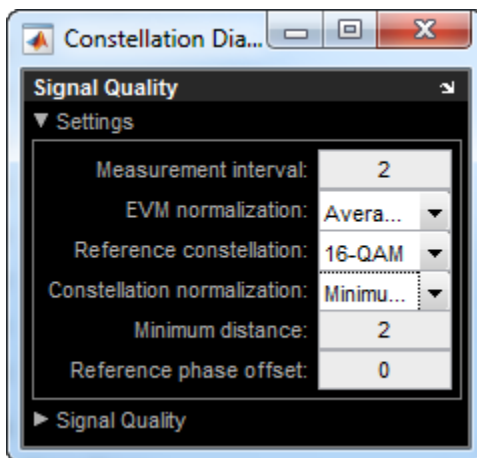 Constellation Dia...
Signal Quality
Settings
Measurement interval: 2
EVM normalization: Avera...
Reference constellation: 16-QAM
Constellation normalization: Minimu...
Minimum distance: 2
Reference phase offset: 0
Signal Quality